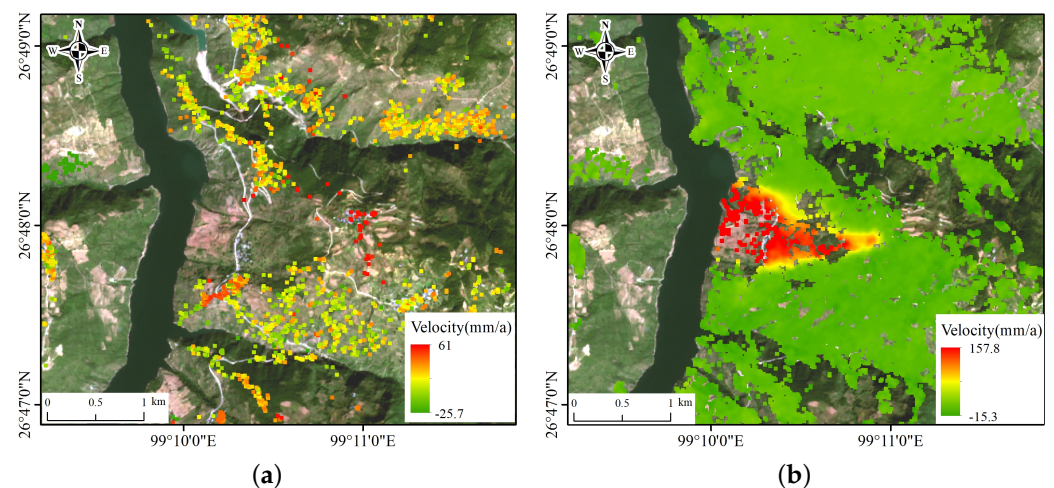 N
W E
S
26°49'0"N
26°48'0"N
26°47'0"N
Velocity(mm/a)
61
-25.7
0 0.5 1 km
99°10'0"E 99°11'0"E
(a)
N
W E
S
26°49'0"N
26°48'0"N
26°47'0"N
Velocity(mm/a)
157.8
-15.3
0 0.5 1 km
99°10'0"E 99°11'0"E
(b)